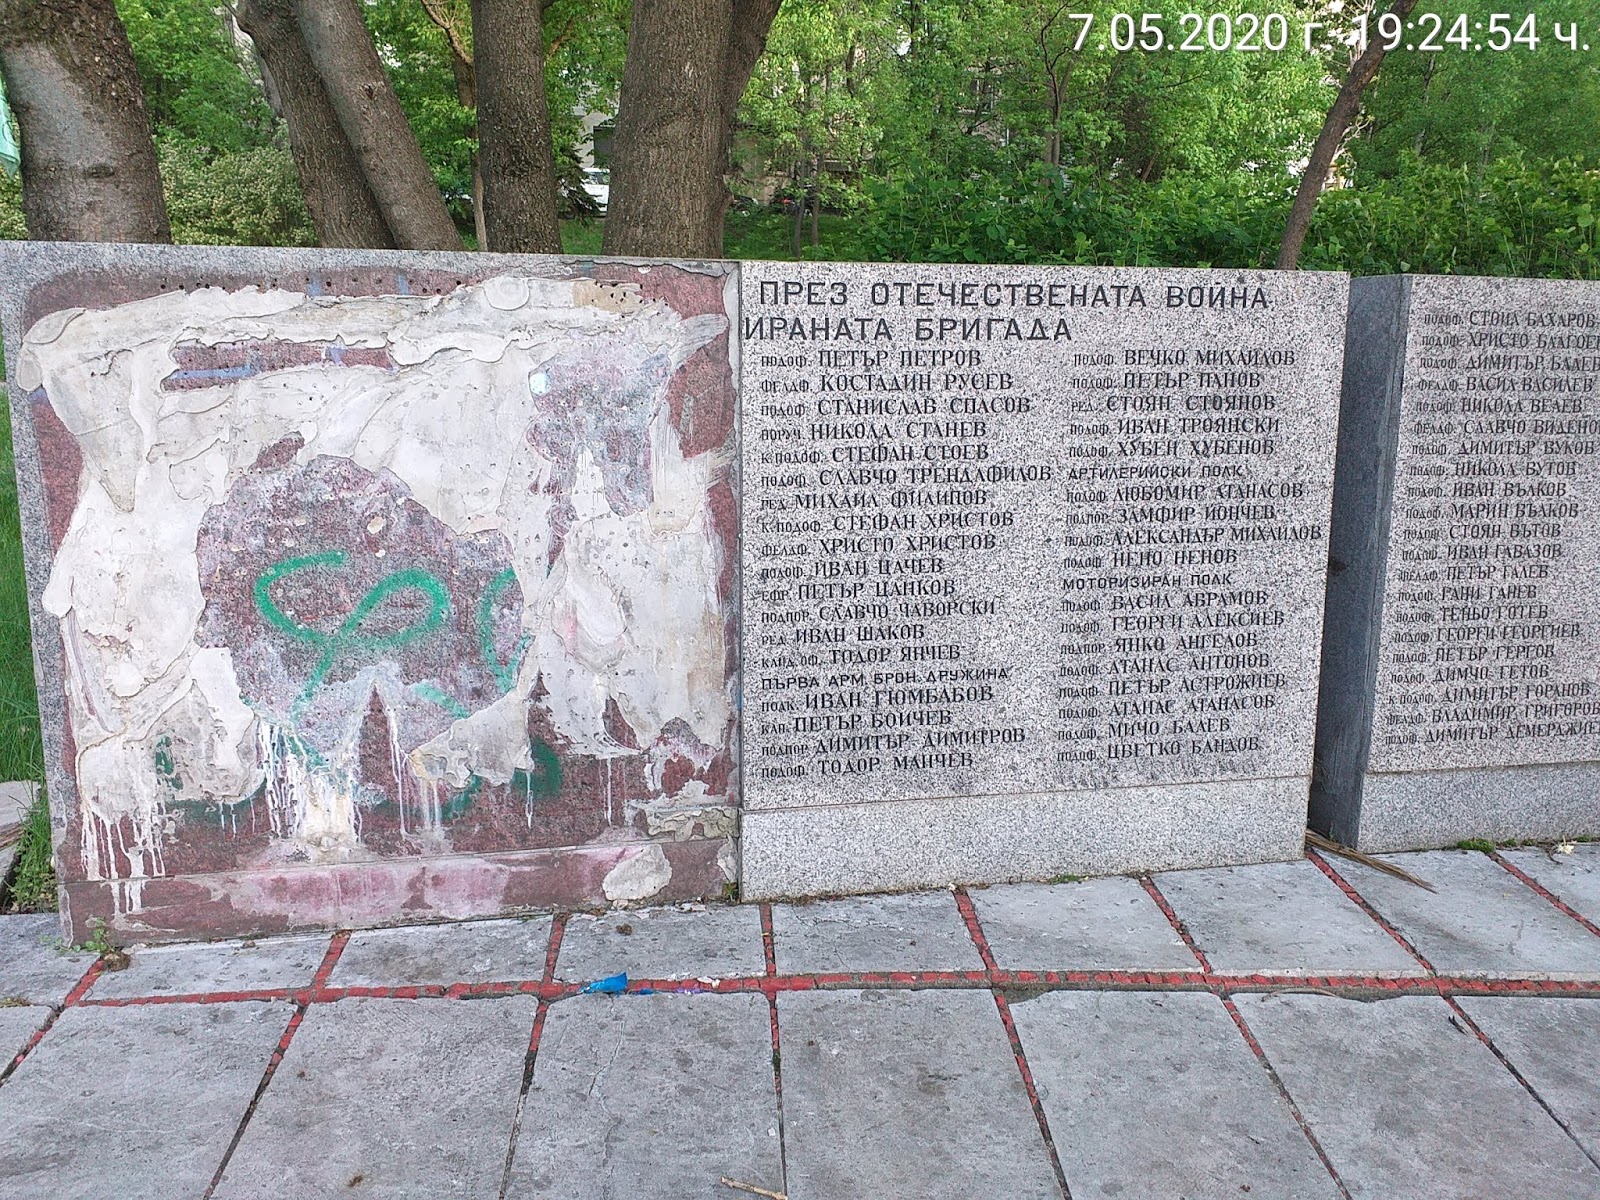 7.05.2020 г. 19:24:54 ч.
ПРЕЗ ОТЕЧЕСТВЕНАТА ВОЙНА
ИРАНАТА БРИГАДА
подоф. ПЕТЪР ПЕТРОВ
фелдф. КОСТАДИН РУСЕВ
подоф. СТАНИСЛАВ СПАСОВ
поруч. НИКОЛА СТАНЕВ
к.подоф. СТЕФАН СТОЕВ
подоф. СЛАВЧО ТРЕНДАФИЛОВ
ред. МИХАИЛ ФИЛИПОВ
к.подоф. СТЕФАН ХРИСТОВ
фелдф. ХРИСТО ХРИСТОВ
подоф. ИВАН ЦАЧЕВ
ефр. ПЕТЪР ЦАНКОВ
подпор. СЛАВЧО ЧАВОРСКИ
ред. ИВАН ШАКОВ
канд.оф. ТОДОР ЯНЧЕВ
ПЪРВА АРМ. БРОН. ДРУЖИНА
подк. ИВАН ГЮМБАБОВ
кап. ПЕТЪР БОЙЧЕВ
подпор. ДИМИТЪР ДИМИТРОВ
подоф. ТОДОР МАНЧЕВ
подоф. ВЕЧКО МИХАЙЛОВ
подоф. ПЕТЪР ПАНОВ
ред. СТОЯН СТОЯНОВ
подоф. ИВАН ТРОЯНСКИ
подоф. ХУБЕН ХУБЕНОВ
АРТИЛЕРИЙСКИ ПОЛК
подоф. ЛЮБОМИР АТАНАСОВ
подпор. ЗАМФИР ЙОНЧЕВ
подоф. АЛЕКСАНДЪР МИХАЙЛОВ
подоф. НЕНО НЕНОВ
МОТОРИЗИРАН ПОЛК
подоф. ВАСИЛ АВРАМОВ
подоф. ГЕОРГИ АЛЕКСИЕВ
подпор. ЯНКО АНГЕЛОВ
подоф. АТАНАС АНТОНОВ
подоф. ПЕТЪР АСТРОЖИЕВ
подоф. АТАНАС АТАНАСОВ
подоф. МИЧО БАЛЕВ
подоф. ЦВЕТКО БАНДОВ
подоф. СТОИЛ БАХАРОВ
подоф. ХРИСТО БЛАГОЕВ
подоф. ДИМИТЪР БАЛЕВ
фелдф. ВАСИЛ ВАСИЛЕВ
подоф. НИКОЛА ВЕЛЕВ
фелдф. СЛАВЧО ВИДЕНО
подоф. ДИМИТЪР ВУКОВ
подоф. НИКОЛА ВУТОВ
подоф. ИВАН ВЪЛКОВ
подоф. МАРИН ВЪЛКОВ
подоф. СТОЯН ВЪТОВ
подоф. ИВАН ГАВАЗОВ
фелдф. ПЕТЪР ГАЛЕВ
подоф. ГАНИ ГАНЕВ
подоф. ГЕНЬО ГОТЕВ
подоф. ГЕОРГИ ГЕОРГИЕВ
подоф. ПЕТЪР ГЕРГОВ
подоф. ДИМЧО ГЕТОВ
к.подоф. ДИМИТЪР ГОРАНОВ
фелдф. ВЛАДИМИР ГРИГОРОВ
подоф. ДИМИТЪР ДЕМЕРДЖИЕ